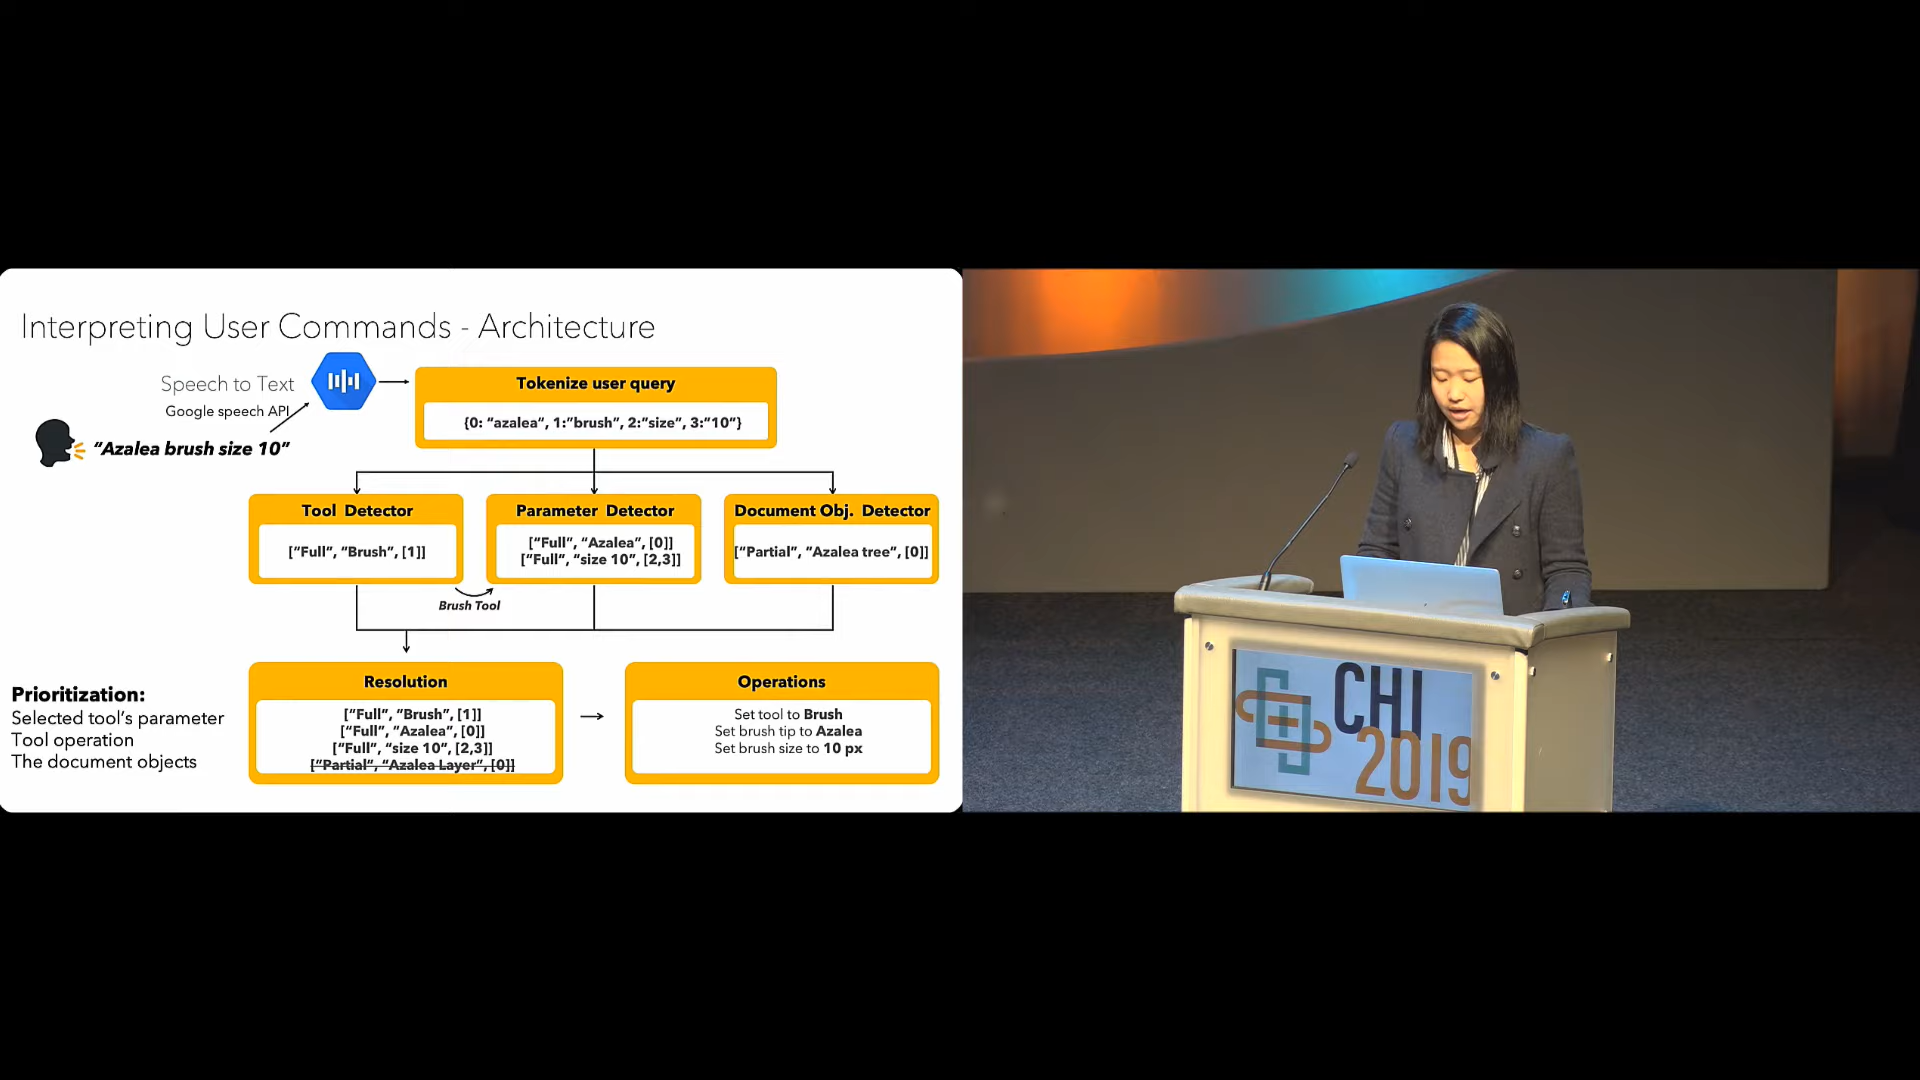 Interpreting User Commands - Architecture
Speech to Text
Google speech API
“Azalea brush size 10”
Tokenize user query
{0: “azalea”, 1:”brush”, 2:”size”, 3:”10”}
Tool Detector
[“Full”, “Brush”, [1]]
Parameter Detector
[“Full”, “Azalea”, [0]]
[“Full”, “size 10”, [2,3]]
Document Obj. Detector
[“Partial”, “Azalea tree”, [0]]
Brush Tool
Prioritization:
Selected tool’s parameter
Tool operation
The document objects
Resolution
[“Full”, “Brush”, [1]]
[“Full”, “Azalea”, [0]]
[“Full”, “size 10”, [2,3]]
[“Partial”, “Azalea Layer”, [0]]
Operations
Set tool to Brush
Set brush tip to Azalea
Set brush size to 10 px
CHI
2019